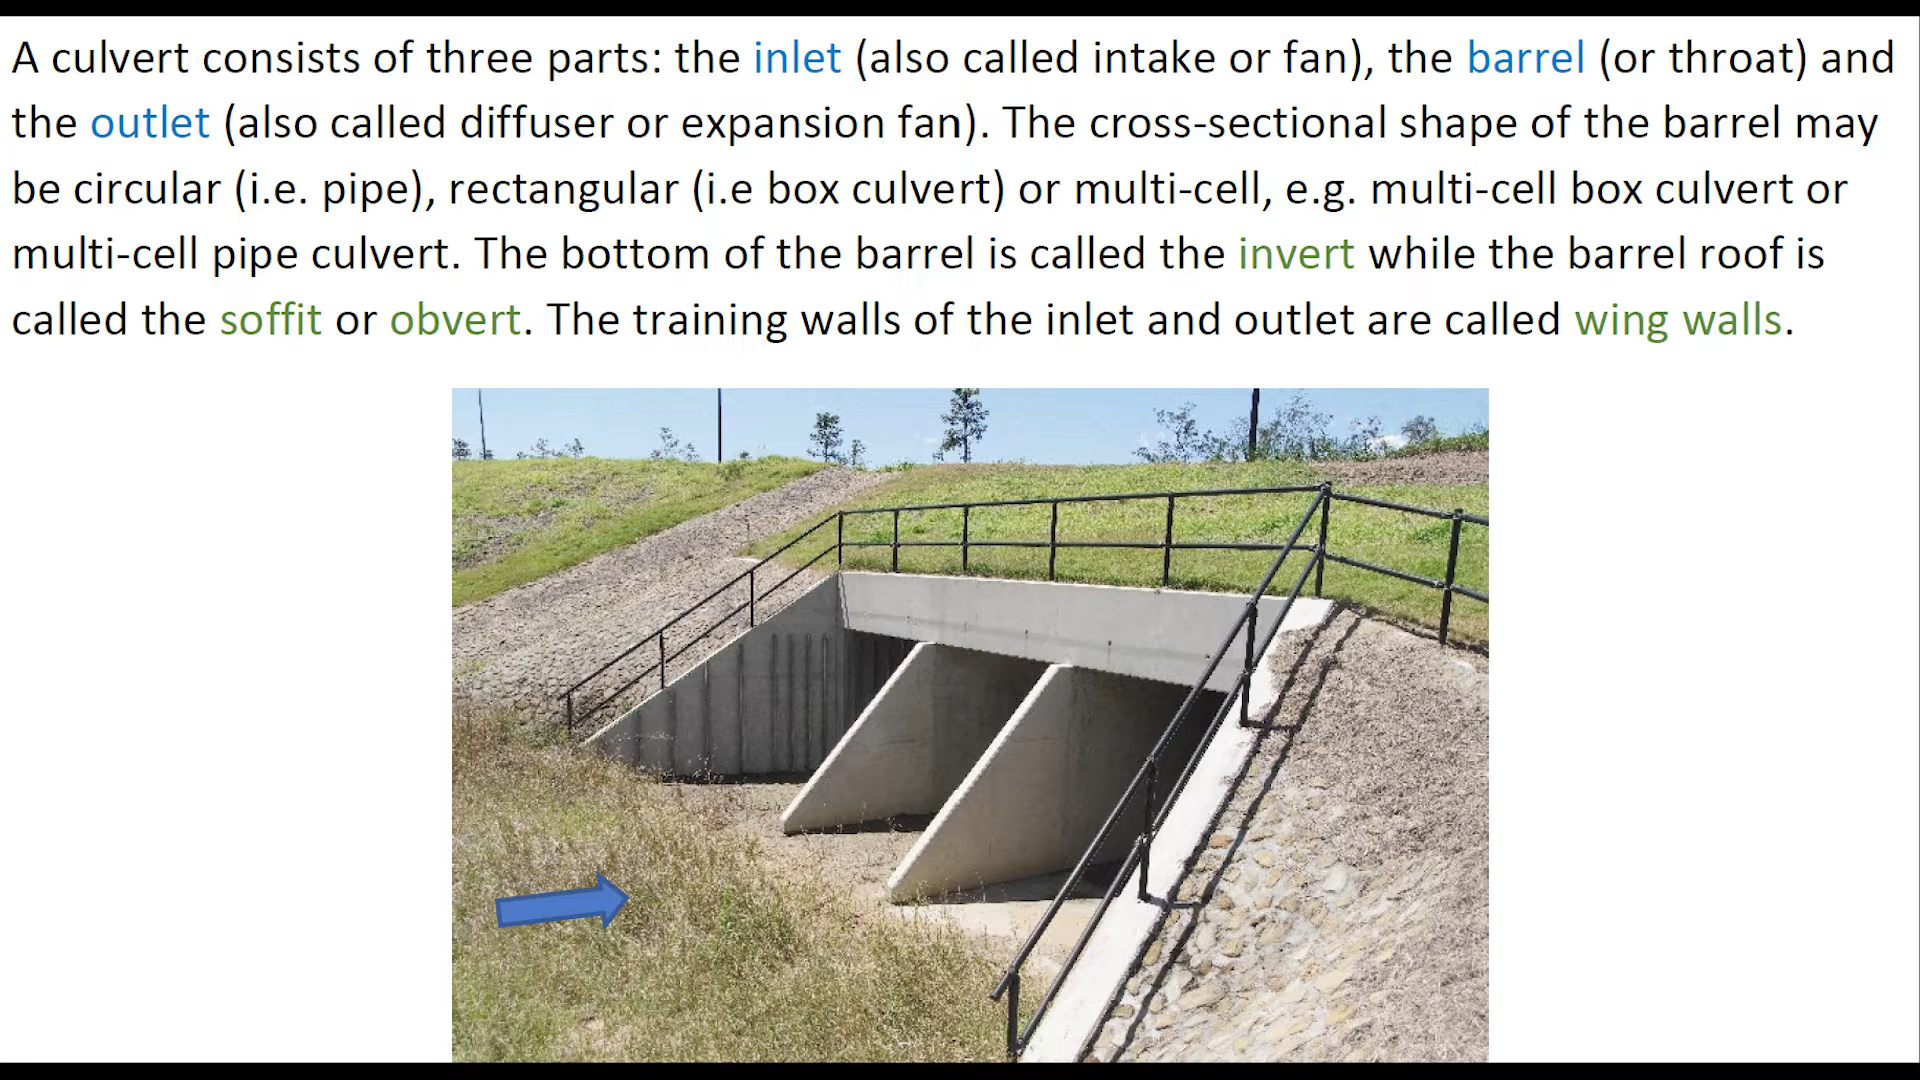 A culvert consists of three parts: the inlet (also called intake or fan), the barrel (or throat) and
the outlet (also called diffuser or expansion fan). The cross-sectional shape of the barrel may
be circular (i.e. pipe), rectangular (i.e box culvert) or multi-cell, e.g. multi-cell box culvert or
multi-cell pipe culvert. The bottom of the barrel is called the invert while the barrel roof is
called the soffit or obvert. The training walls of the inlet and outlet are called wing walls.